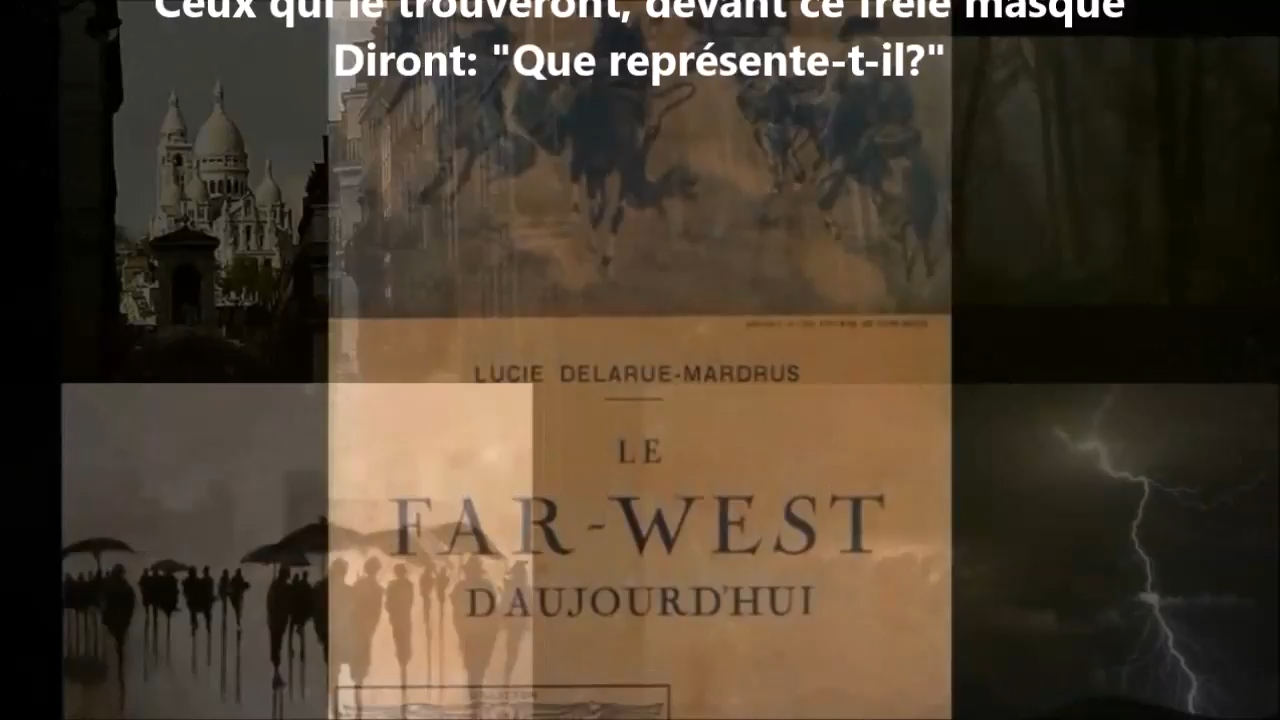 Ceux qui le trouveront, devant ce frêle masque
Diront: "Que représente-t-il?"
LUCIE DELARUE-MARDRUS
LE
FAR-WEST
D'AUJOURD'HUI
COLLECTION